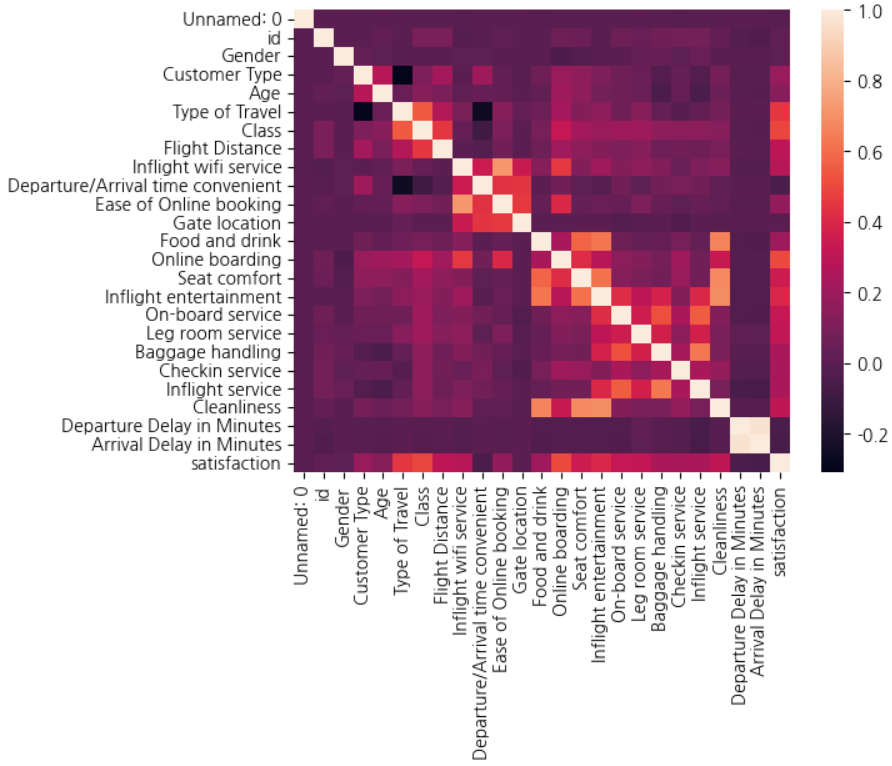 Unnamed: 0
id
Gender
Customer Type
Age
Type of Travel
Class
Flight Distance
Inflight wifi service
Departure/Arrival time convenient
Ease of Online booking
Gate location
Food and drink
Online boarding
Seat comfort
Inflight entertainment
On-board service
Leg room service
Baggage handling
Checkin service
Inflight service
Cleanliness
Departure Delay in Minutes
Arrival Delay in Minutes
satisfaction
Unnamed: 0
id
Gender
Customer Type
Age
Type of Travel
Class
Flight Distance
Inflight wifi service
Departure/Arrival time convenient
Ease of Online booking
Gate location
Food and drink
Online boarding
Seat comfort
Inflight entertainment
On-board service
Leg room service
Baggage handling
Checkin service
Inflight service
Cleanliness
Departure Delay in Minutes
Arrival Delay in Minutes
satisfaction
1.0
0.8
0.6
0.4
0.2
0.0
-0.2